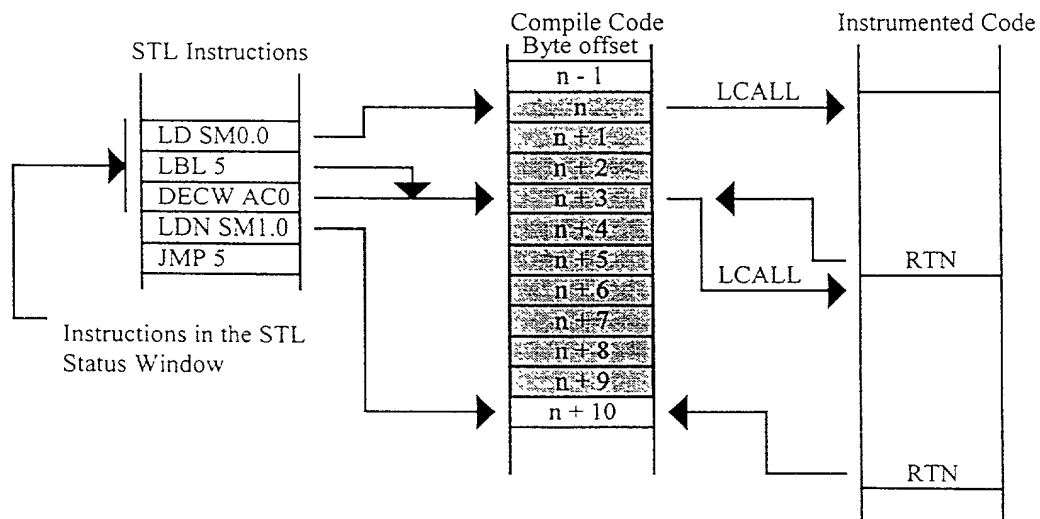 STL Instructions
LD SM0.0
LBL 5
DECW AC0
LDN SM1.0
JMP 5
Instructions in the STL
Status Window
Compile Code
Byte offset
n - 1
n
n + 1
n + 2
n + 3
n + 4
n + 5
n + 6
n + 7
n + 8
n + 9
n + 10
LCALL
LCALL
Instrumented Code
RTN
RTN